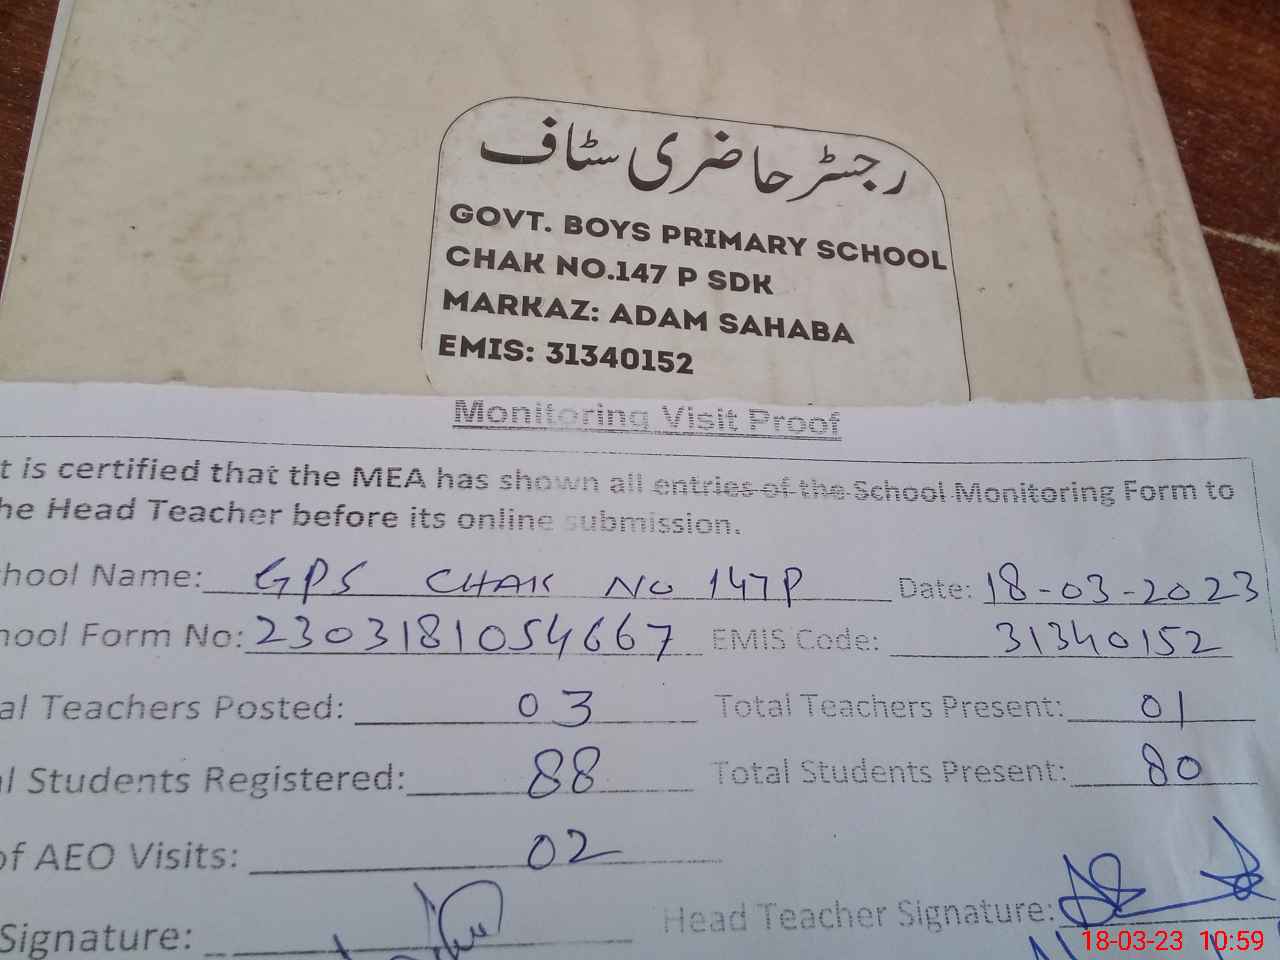 رجسٹر حاضری سٹاف
GOVT. BOYS PRIMARY SCHOOL
CHAK NO.147 P SDK
MARKAZ: ADAM SAHABA
EMIS: 31340152
Monitoring Visit Proof
t is certified that the MEA has shown all entries of the School Monitoring Form to
he Head Teacher before its online submission.
chool Name: GPS CHAK NO 147P Date: 18-03-2023
hool Form No: 2303181054667 EMIS Code: 31340152
al Teachers Posted: 03 Total Teachers Present: 01
al Students Registered: 88 Total Students Present: 80
of AEO Visits: 02
Signature: Head Teacher Signature:
18-03-23 10:59